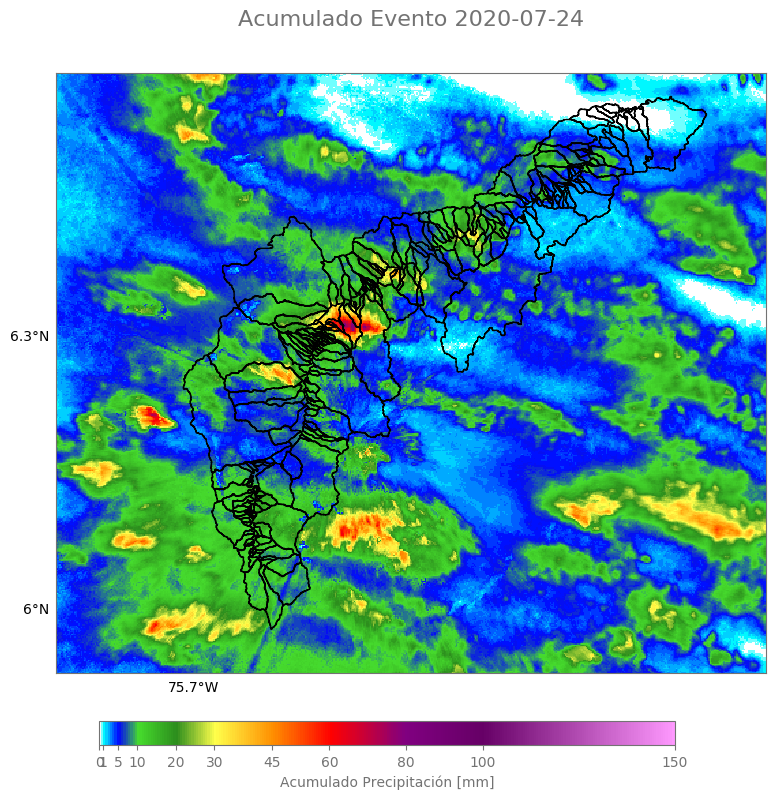 Acumulado Evento 2020-07-24
6.3°N
6°N
75.7°W
0 1 5 10 20 30 45 60 80 100 150
Acumulado Precipitación [mm]